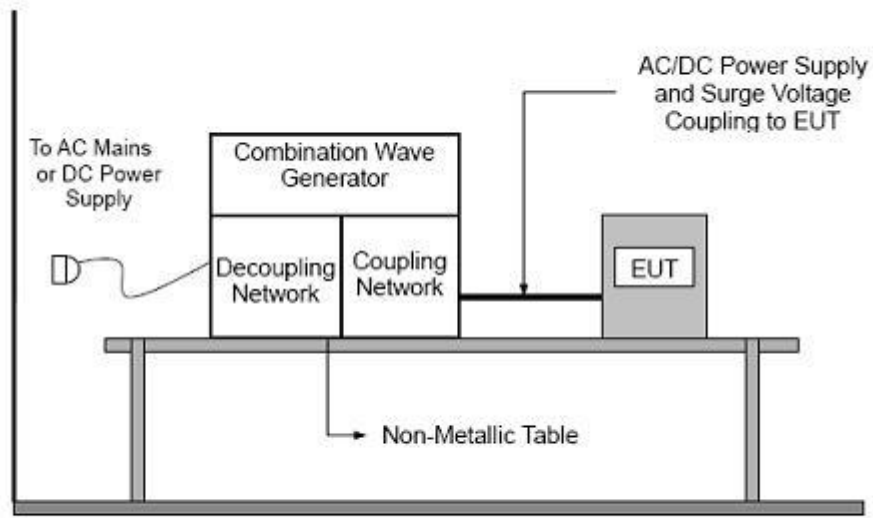 AC/DC Power Supply
and Surge Voltage
Coupling to EUT
To AC Mains
or DC Power
Supply
Combination Wave
Generator
Decoupling
Network
Coupling
Network
EUT
Non-Metallic Table